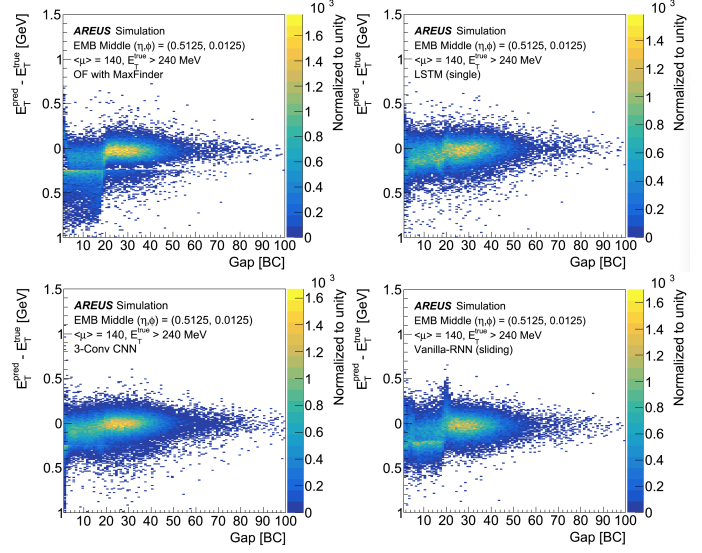 AREUS Simulation
EMB Middle (η,ϕ) = (0.5125, 0.0125)
<μ> = 140, E_T^true > 240 MeV
OF with MaxFinder
E_T^pred - E_T^true [GeV]
1.5
1
0.5
0
0.5
1
10 20 30 40 50 60 70 80 90 100
Gap [BC]
10^3
1.6
1.4
1.2
1
0.8
0.6
0.4
0.2
0
Normalized to unity
AREUS Simulation
EMB Middle (η,ϕ) = (0.5125, 0.0125)
<μ> = 140, E_T^true > 240 MeV
LSTM (single)
E_T^pred - E_T^true [GeV]
1.5
1
0.5
0
0.5
1
10 20 30 40 50 60 70 80 90 100
Gap [BC]
10^3
1.6
1.4
1.2
1
0.8
0.6
0.4
0.2
0
Normalized to unity
AREUS Simulation
EMB Middle (η,ϕ) = (0.5125, 0.0125)
<μ> = 140, E_T^true > 240 MeV
3-Conv CNN
E_T^pred - E_T^true [GeV]
1.5
1
0.5
0
0.5
1
10 20 30 40 50 60 70 80 90 100
Gap [BC]
10^3
1.6
1.4
1.2
1
0.8
0.6
0.4
0.2
0
Normalized to unity
AREUS Simulation
EMB Middle (η,ϕ) = (0.5125, 0.0125)
<μ> = 140, E_T^true > 240 MeV
Vanilla-RNN (sliding)
E_T^pred - E_T^true [GeV]
1.5
1
0.5
0
0.5
1
10 20 30 40 50 60 70 80 90 100
Gap [BC]
10^3
1.6
1.4
1.2
1
0.8
0.6
0.4
0.2
0
Normalized to unity